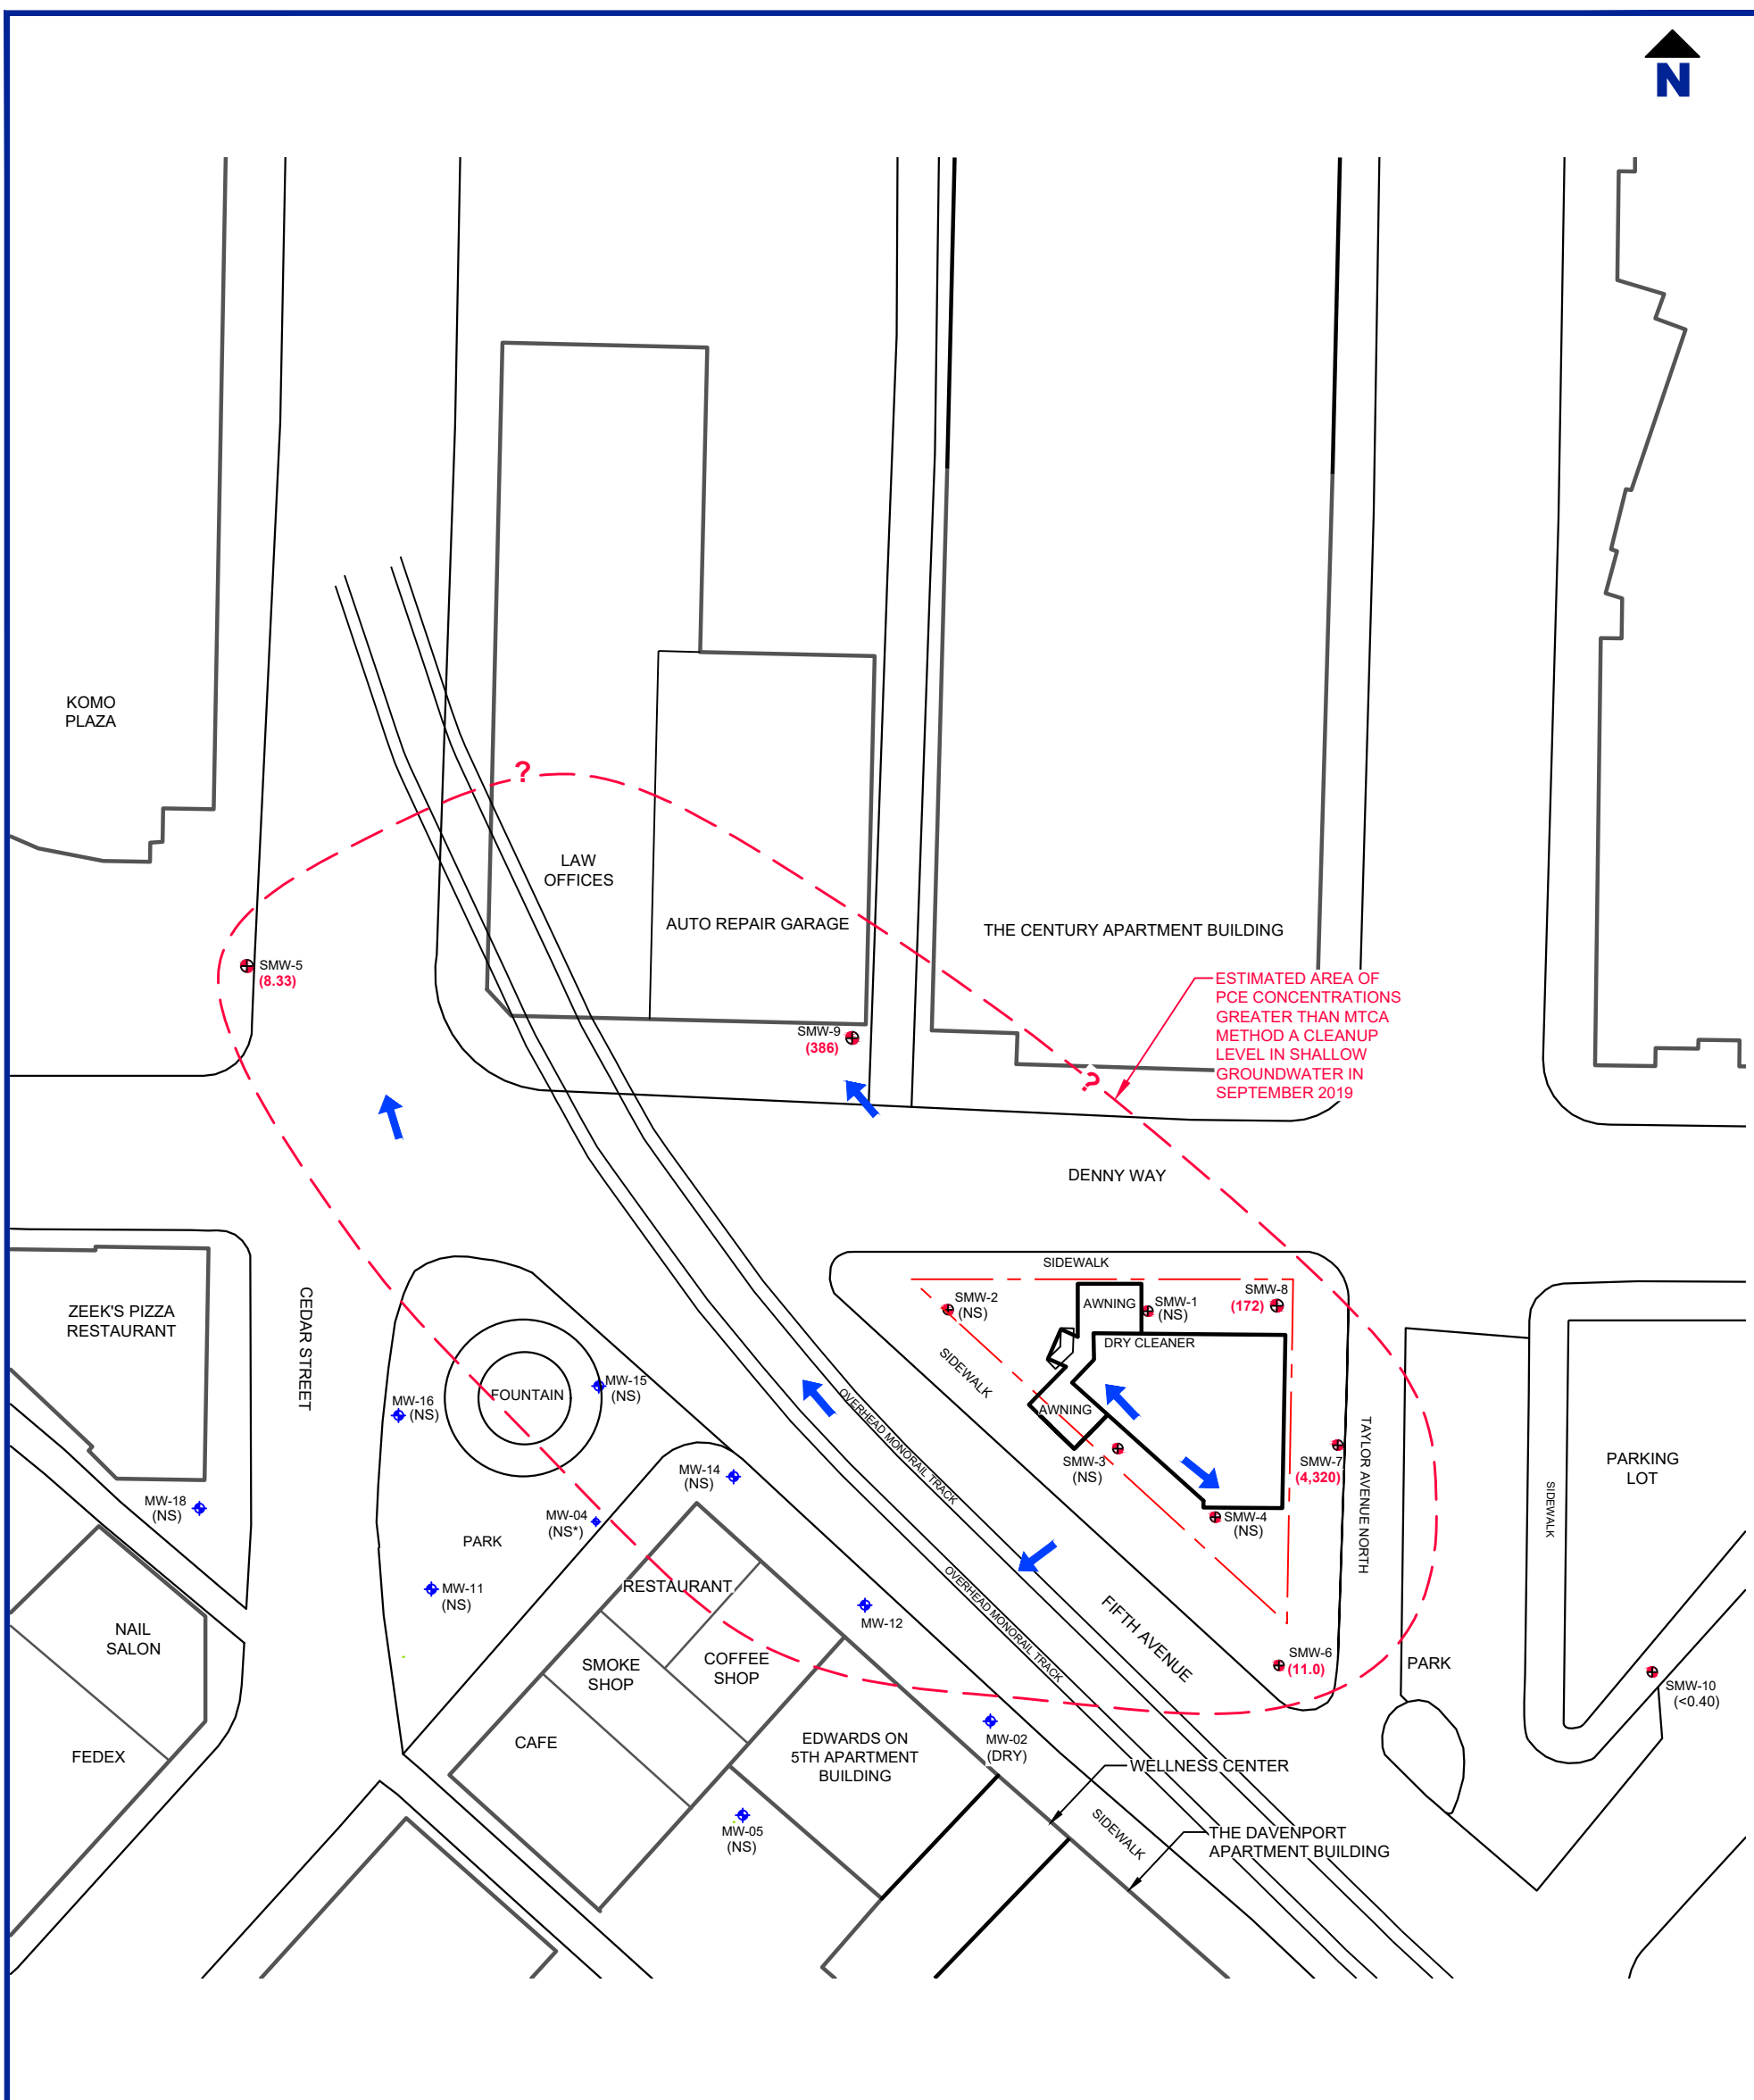 N
KOMO
PLAZA
?
LAW
OFFICES
AUTO REPAIR GARAGE
THE CENTURY APARTMENT BUILDING
SMW-5
(8.33)
ESTIMATED AREA OF
PCE CONCENTRATIONS
GREATER THAN MTCA
METHOD A CLEANUP
LEVEL IN SHALLOW
GROUNDWATER IN
SEPTEMBER 2019
SMW-9
(386)
?
DENNY WAY
SIDEWALK
SMW-8
(172)
SMW-2
(NS)
AWNING
SMW-1
(NS)
DRY CLEANER
ZEEK'S PIZZA
RESTAURANT
CEDAR STREET
SIDEWALK
FOUNTAIN
MW-15
(NS)
MW-16
(NS)
OVERHEAD MONORAIL TRACK
AWNING
SMW-3
(NS)
SMW-7
(4,320)
TAYLOR AVENUE NORTH
SIDEWALK
PARKING
LOT
MW-14
(NS)
MW-18
(NS)
MW-04
(NS*)
SMW-4
(NS)
PARK
MW-11
(NS)
RESTAURANT
OVERHEAD MONORAIL TRACK
FIFTH AVENUE
MW-12
NAIL
SALON
SMOKE
SHOP
COFFEE
SHOP
SMW-6
(11.0)
PARK
SMW-10
(<0.40)
FEDEX
CAFE
EDWARDS ON
5TH APARTMENT
BUILDING
MW-02
(DRY)
WELLNESS CENTER
MW-05
(NS)
SIDEWALK
THE DAVENPORT
APARTMENT BUILDING